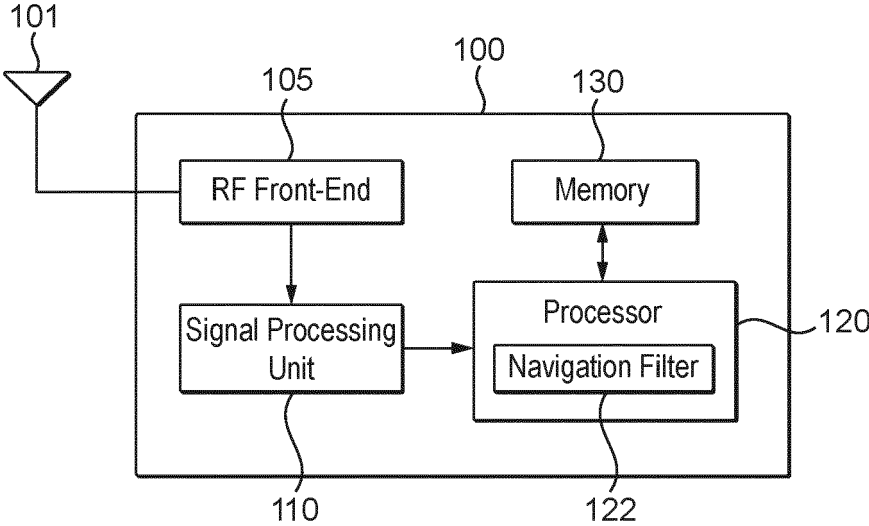 101
100
105
130
RF Front-End
Memory
Signal Processing
Unit
Processor
120
Navigation Filter
110
122